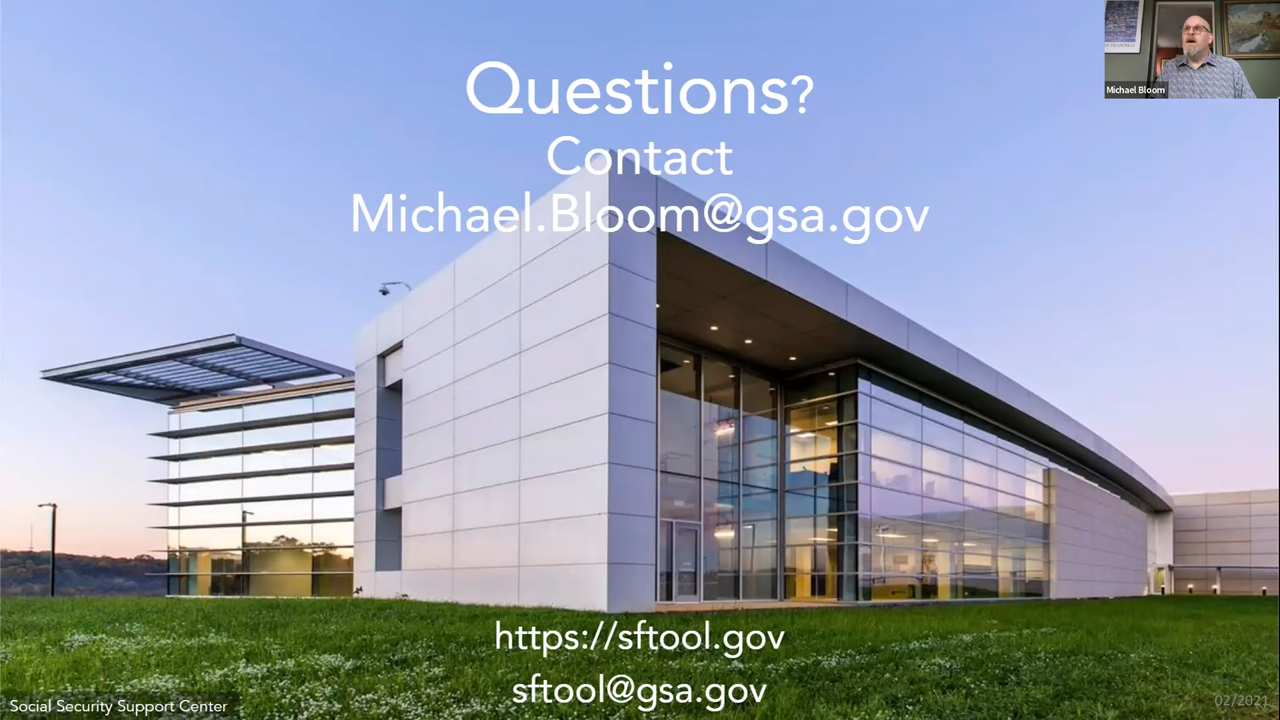 Questions?
Contact
Michael.Bloom@gsa.gov
Michael Bloom
https://sftool.gov
sftool@gsa.gov
Social Security Support Center
02/2021